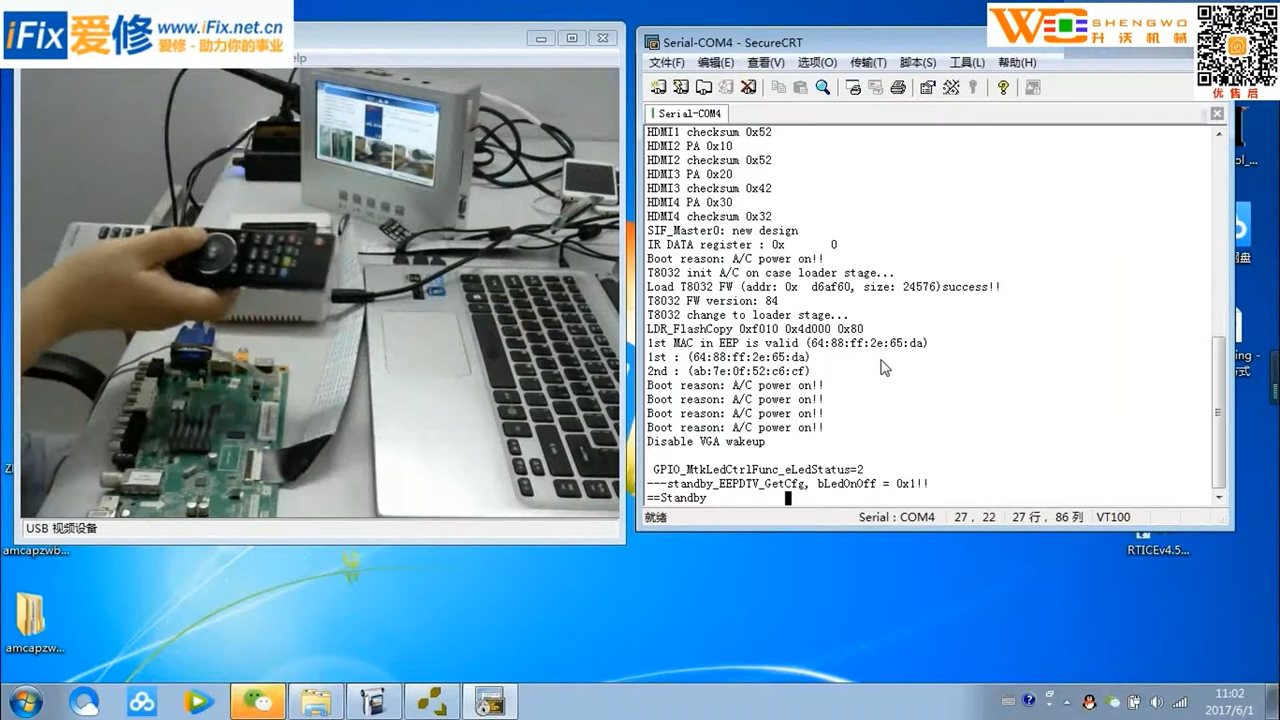 iFix爱修 www.iFix.net.cn
爱修 - 助力你的事业
elp
USB 视频设备
SHENGWO
升沃机械
优售后
Serial-COM4 - SecureCRT
文件(F) 编辑(E) 查看(V) 选项(O) 传输(T) 脚本(S) 工具(L) 帮助(H)
Serial-COM4
HDMI1 checksum 0x52
HDMI2 PA 0x10
HDMI2 checksum 0x52
HDMI3 PA 0x20
HDMI3 checksum 0x42
HDMI4 PA 0x30
HDMI4 checksum 0x32
SIF_Master0: new design
IR DATA register : 0x 0
Boot reason: A/C power on!!
T8032 init A/C on case loader stage...
Load T8032 FW (addr: 0x d6af60, size: 24576)success!!
T8032 FW version: 84
T8032 change to loader stage...
LDR_FlashCopy 0xf010 0x4d000 0x80
1st MAC in EEP is valid (64:88:ff:2e:65:da)
1st : (64:88:ff:2e:65:da)
2nd : (ab:7e:0f:52:c6:cf)
Boot reason: A/C power on!!
Boot reason: A/C power on!!
Boot reason: A/C power on!!
Boot reason: A/C power on!!
Disable VGA wakeup
GPIO_MtkLedCtrlFunc_eLedStatus=2
---standby_EEPDTV_GetCfg, bLedOnOff = 0x1!!
==Standby
就绪 Serial: COM4 27, 22 27 行, 86 列 VT100
amcapzwb...
amcapzw...
RTICEv4.5...
11:02
2017/6/1